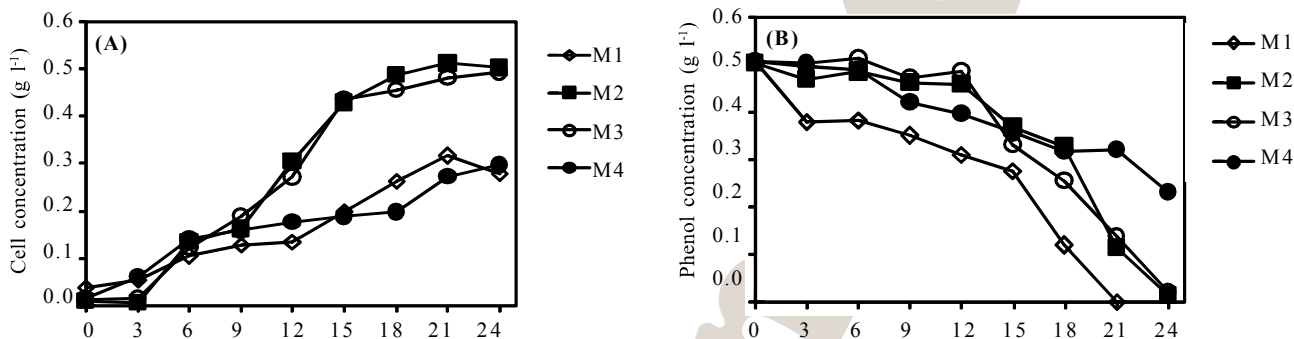 Cell concentration (g l⁻¹)
0.6
0.5
0.4
0.3
0.2
0.1
0.0
(A)
0
3
6
9
12
15
18
21
24
M1
M2
M3
M4
Phenol concentration (g l⁻¹)
0.6
0.5
0.4
0.3
0.2
0.1
0.0
(B)
0
3
6
9
12
15
18
21
24
M1
M2
M3
M4